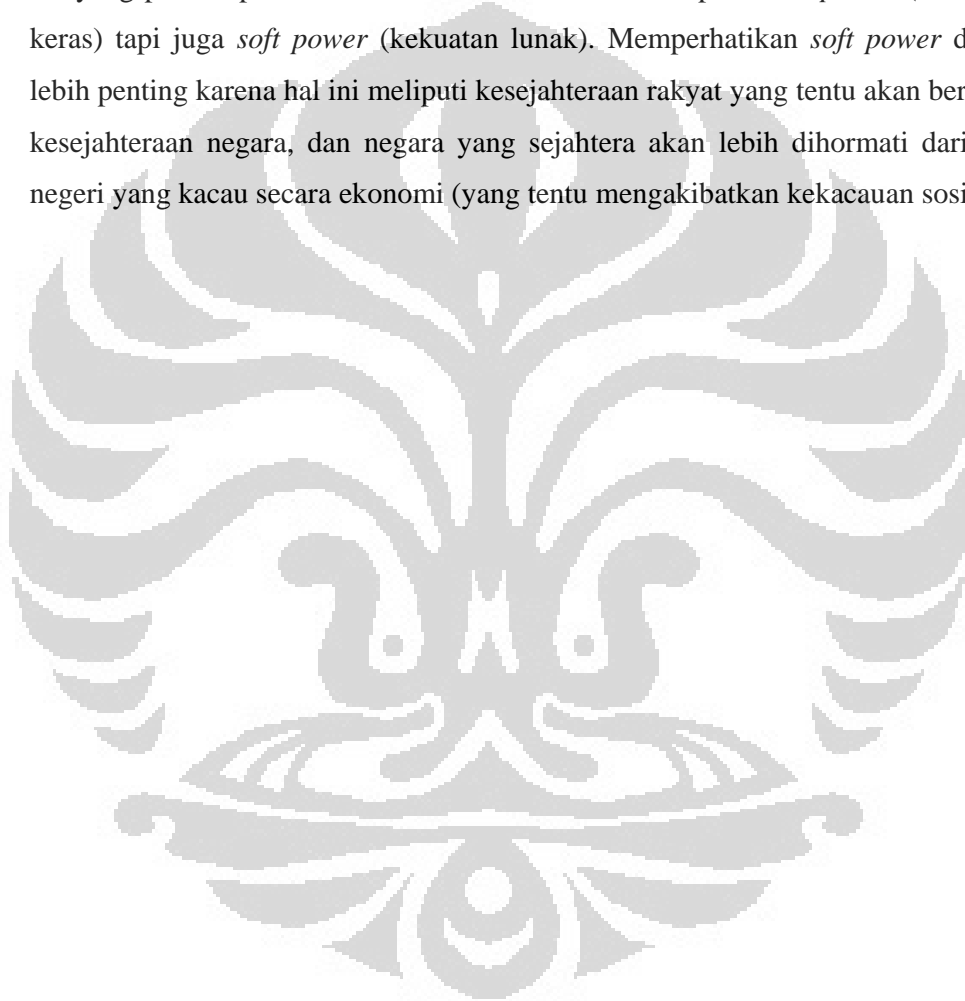 keras) tapi juga soft power (kekuatan lunak). Memperhatikan soft power
lebih penting karena hal ini meliputi kesejahteraan rakyat yang tentu akan
kesejahteraan negara, dan negara yang sejahtera akan lebih dihormati dari
negeri yang kacau secara ekonomi (yang tentu mengakibatkan kekacauan